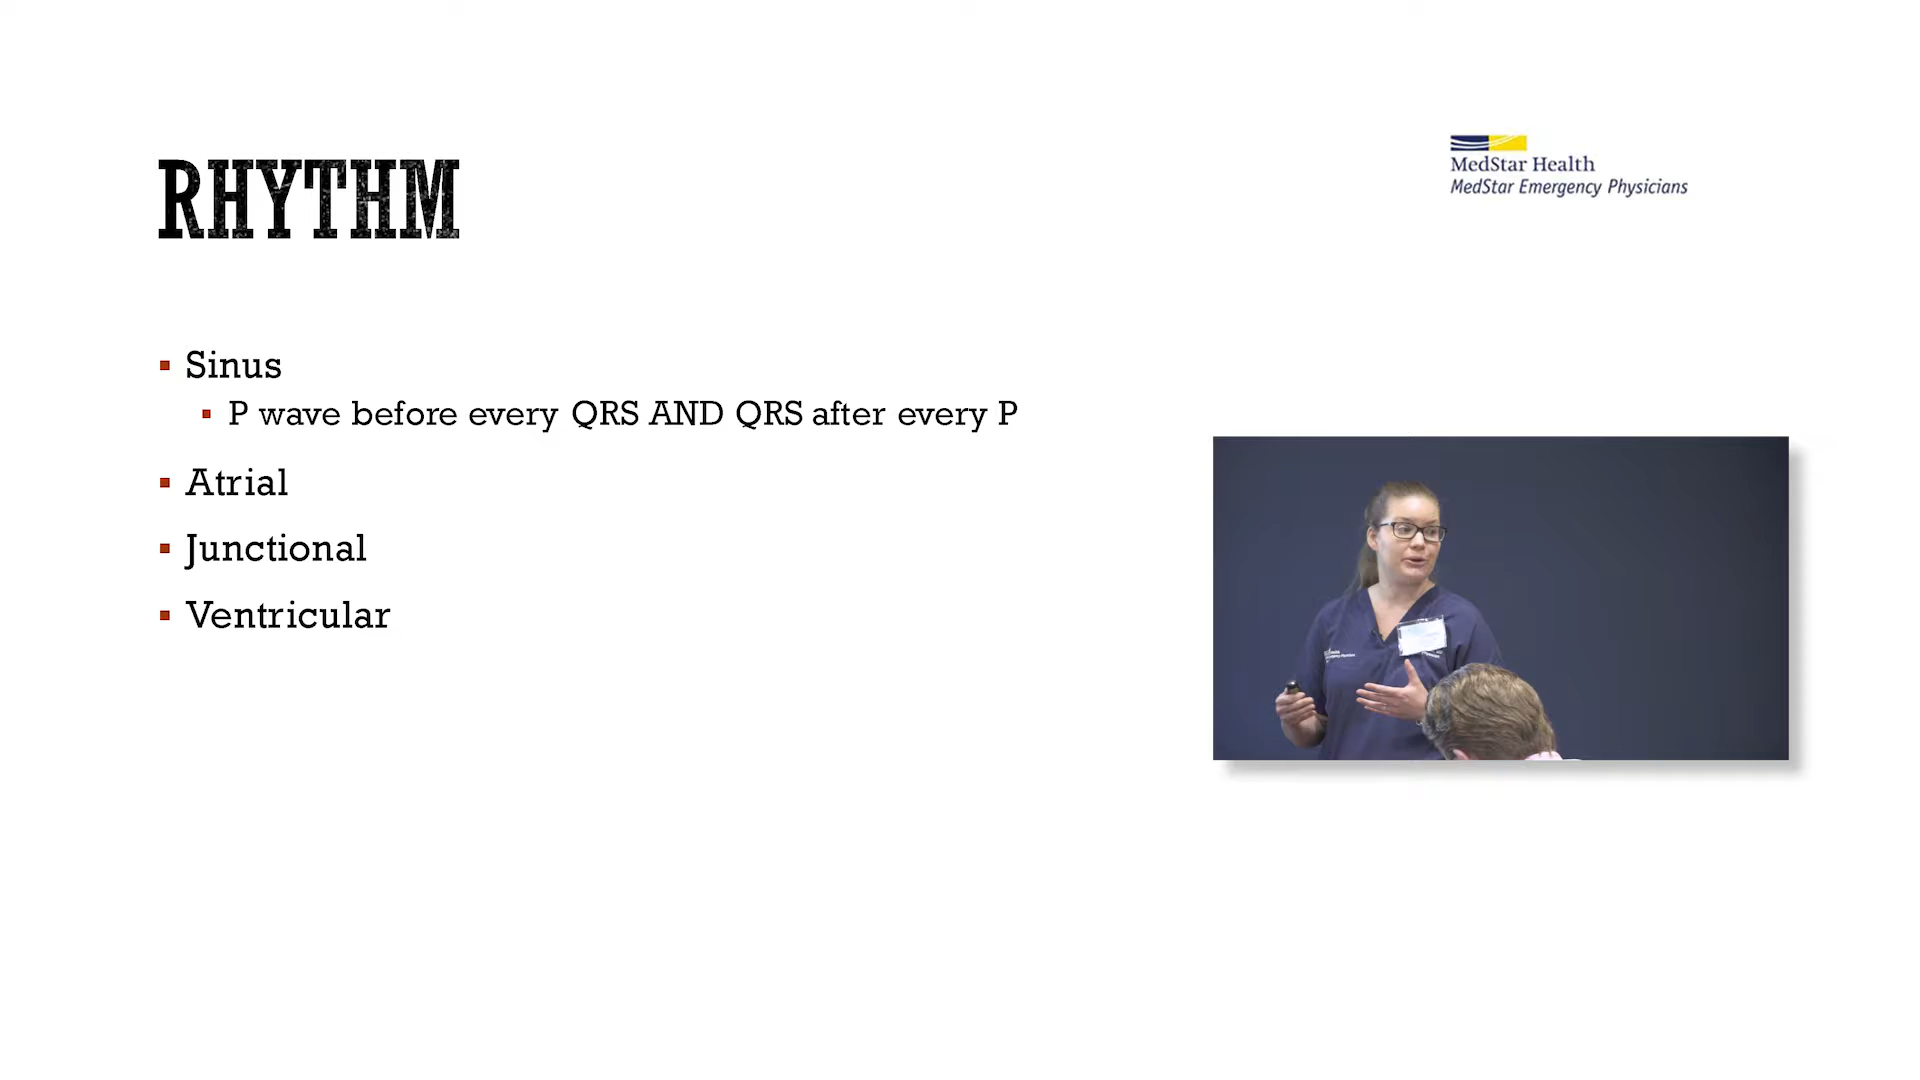 RHYTHM
MedStar Health
MedStar Emergency Physicians
Sinus
P wave before every QRS AND QRS after every P
Atrial
Junctional
Ventricular